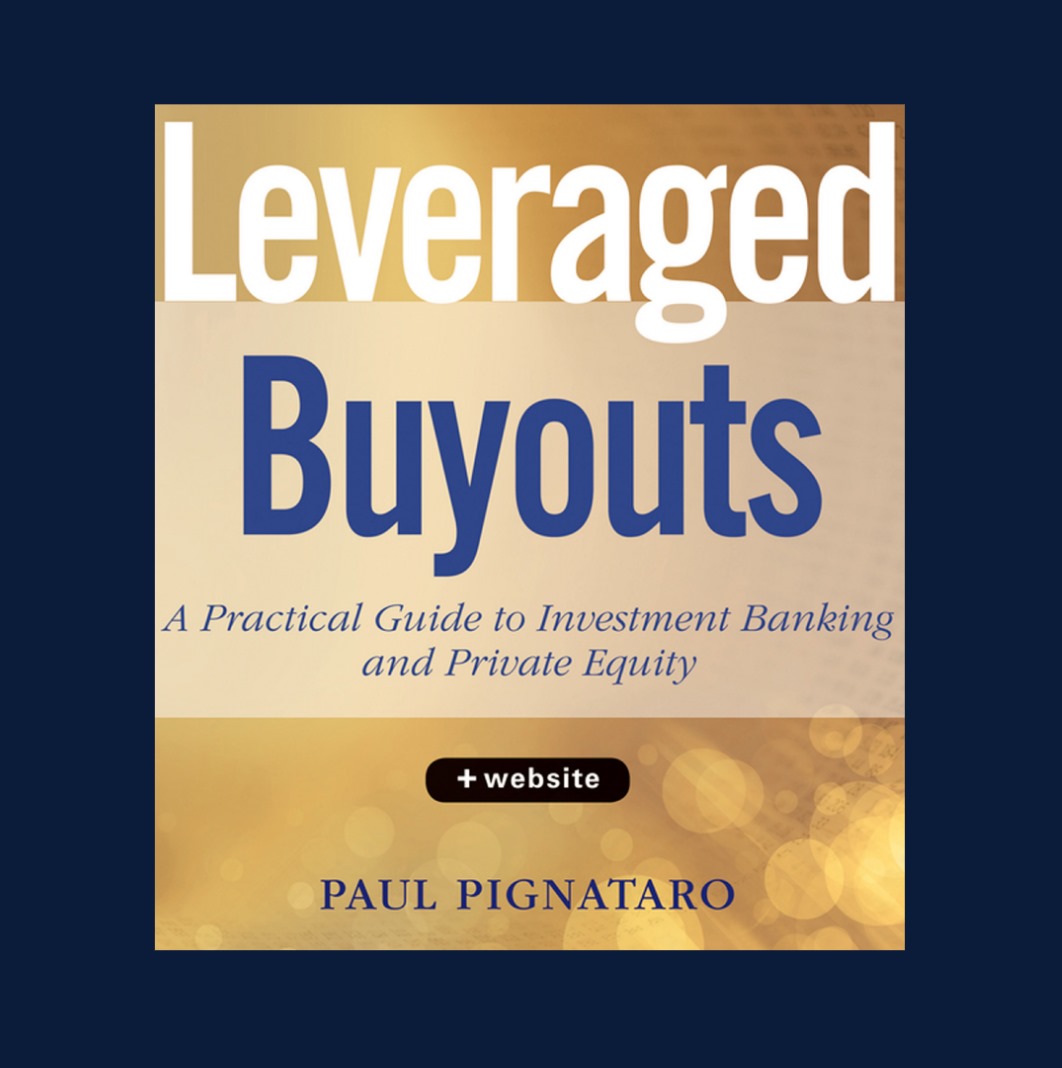 Leveraged
Buyouts
A Practical Guide to Investment Banking
and Private Equity
+ website
PAUL PIGNATARO